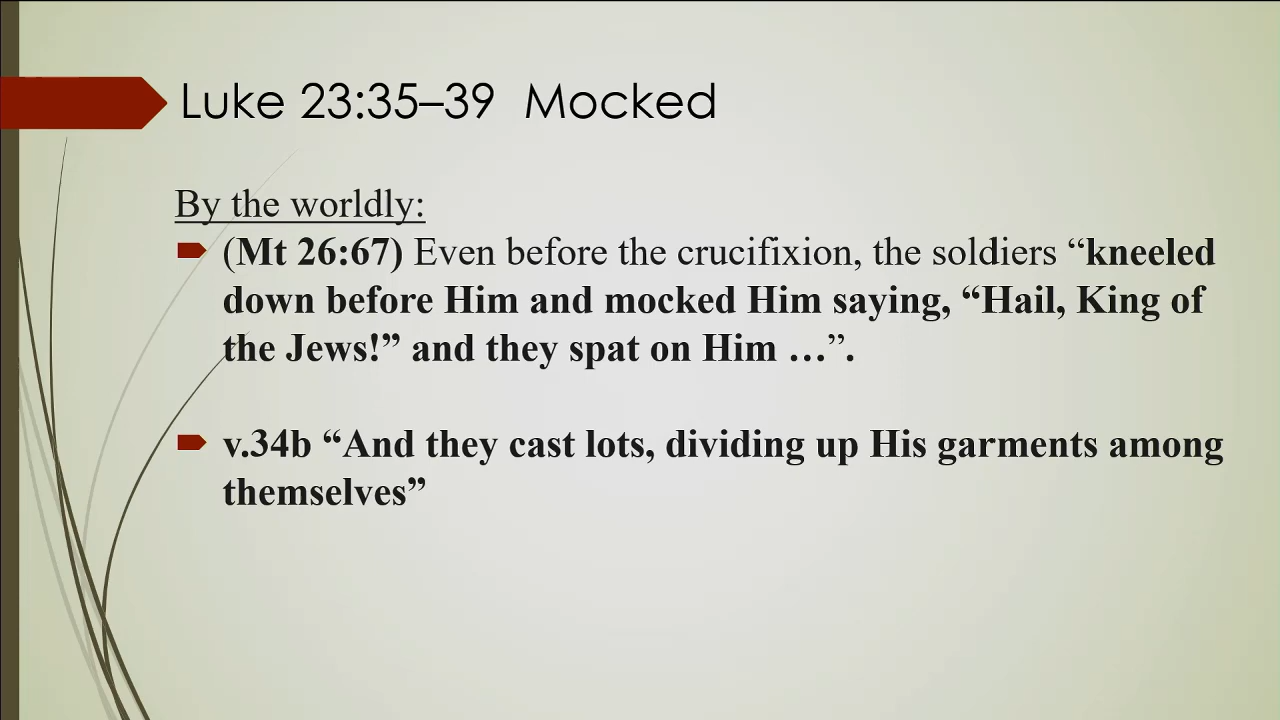 Luke 23:35–39  Mocked
By the worldly:
(Mt 26:67) Even before the crucifixion, the soldiers “kneeled
down before Him and mocked Him saying, “Hail, King of
the Jews!” and they spat on Him …”.
v.34b “And they cast lots, dividing up His garments among
themselves”